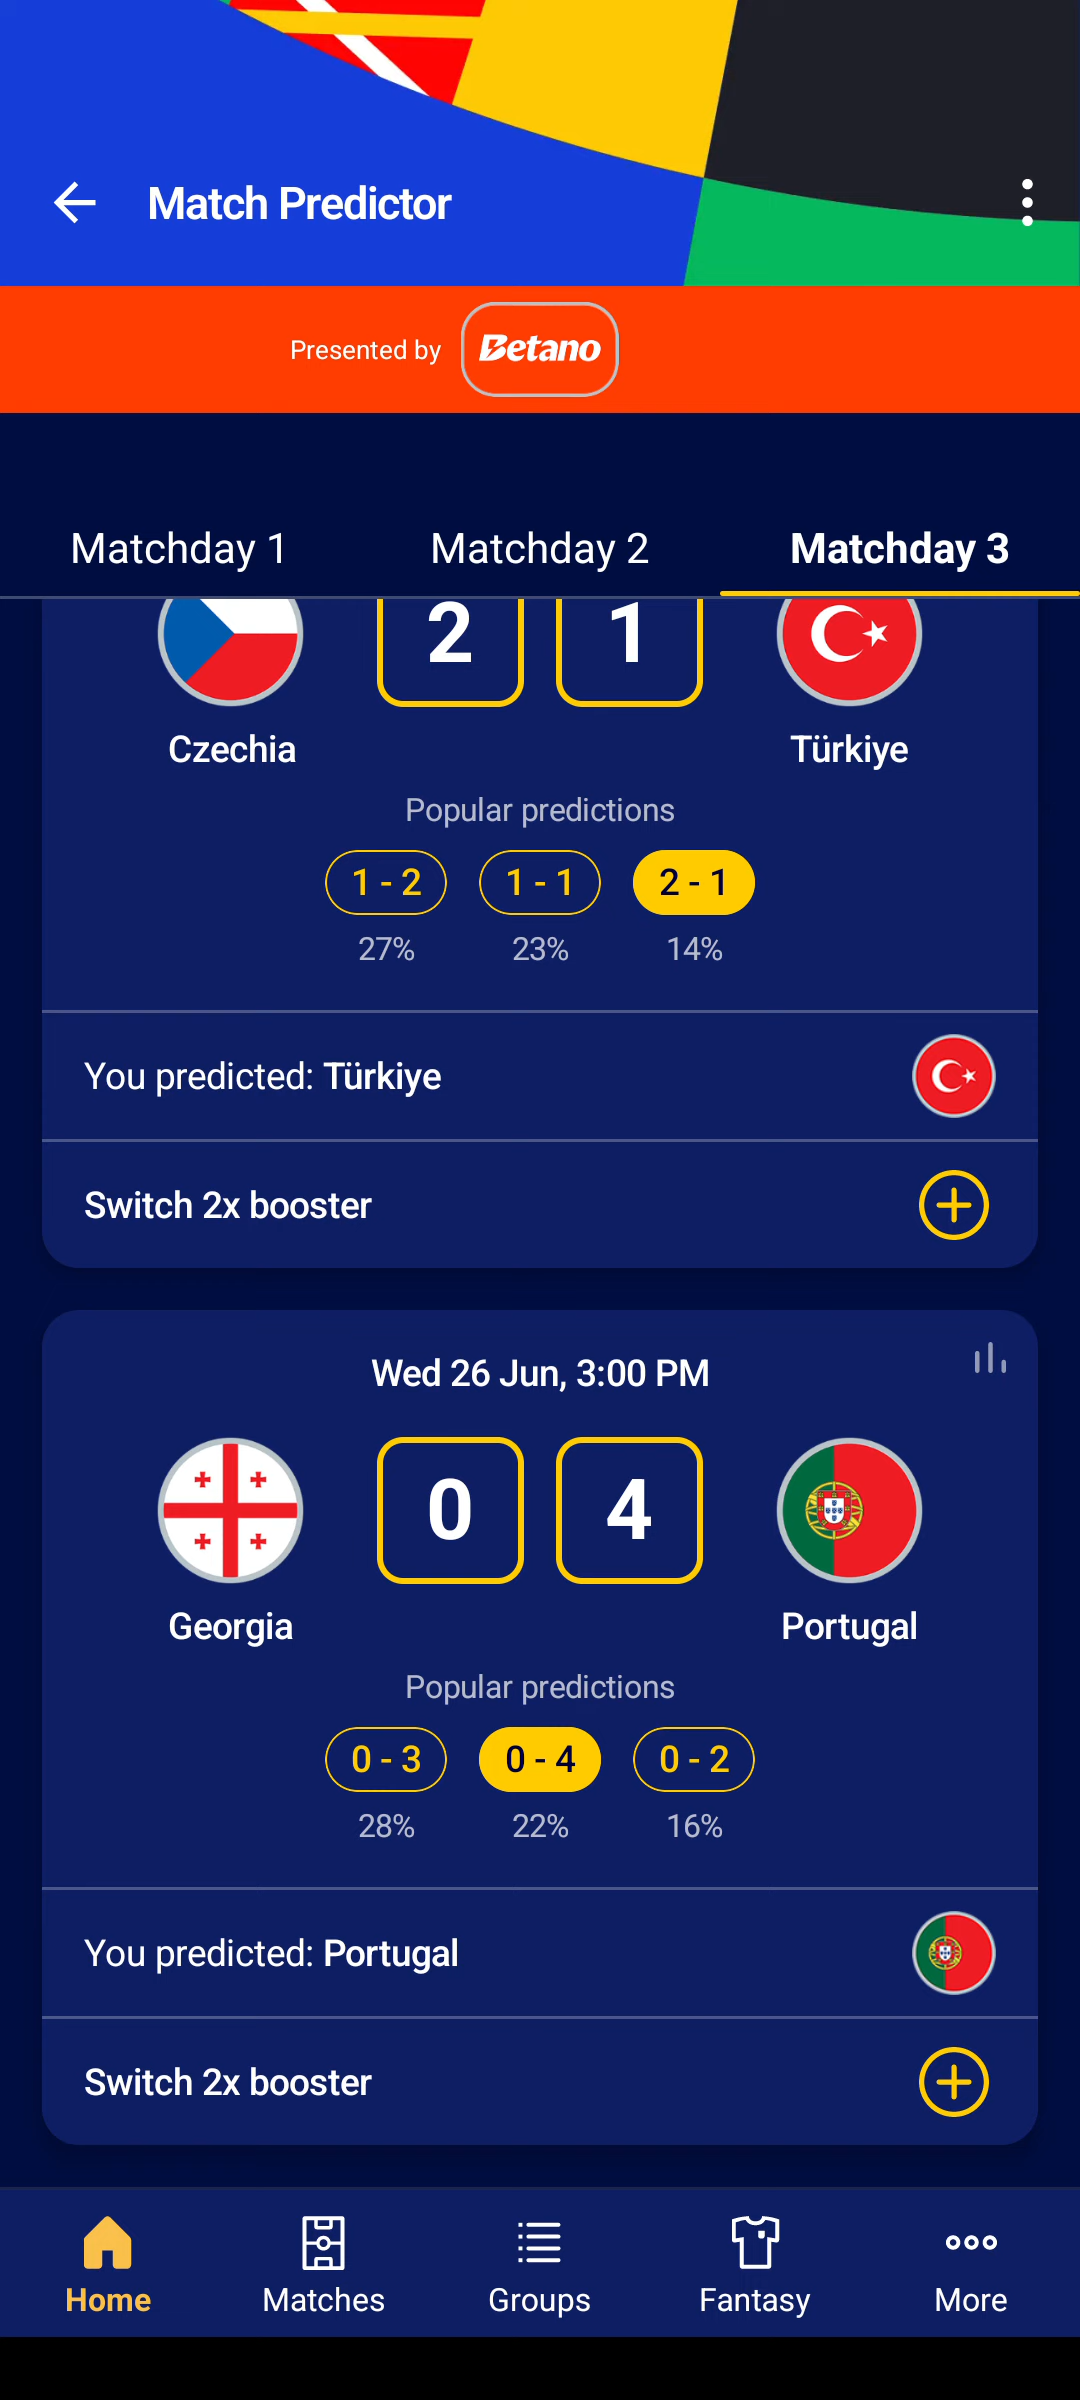 Match Predictor
Presented by Betano
Matchday 1 Matchday 2 Matchday 3
2 1
Czechia Türkiye
Popular predictions
1 - 2 1 - 1 2 - 1
27% 23% 14%
You predicted: Türkiye
Switch 2x booster
Wed 26 Jun, 3:00 PM
0 4
Georgia Portugal
Popular predictions
0 - 3 0 - 4 0 - 2
28% 22% 16%
You predicted: Portugal
Switch 2x booster
Home Matches Groups Fantasy More